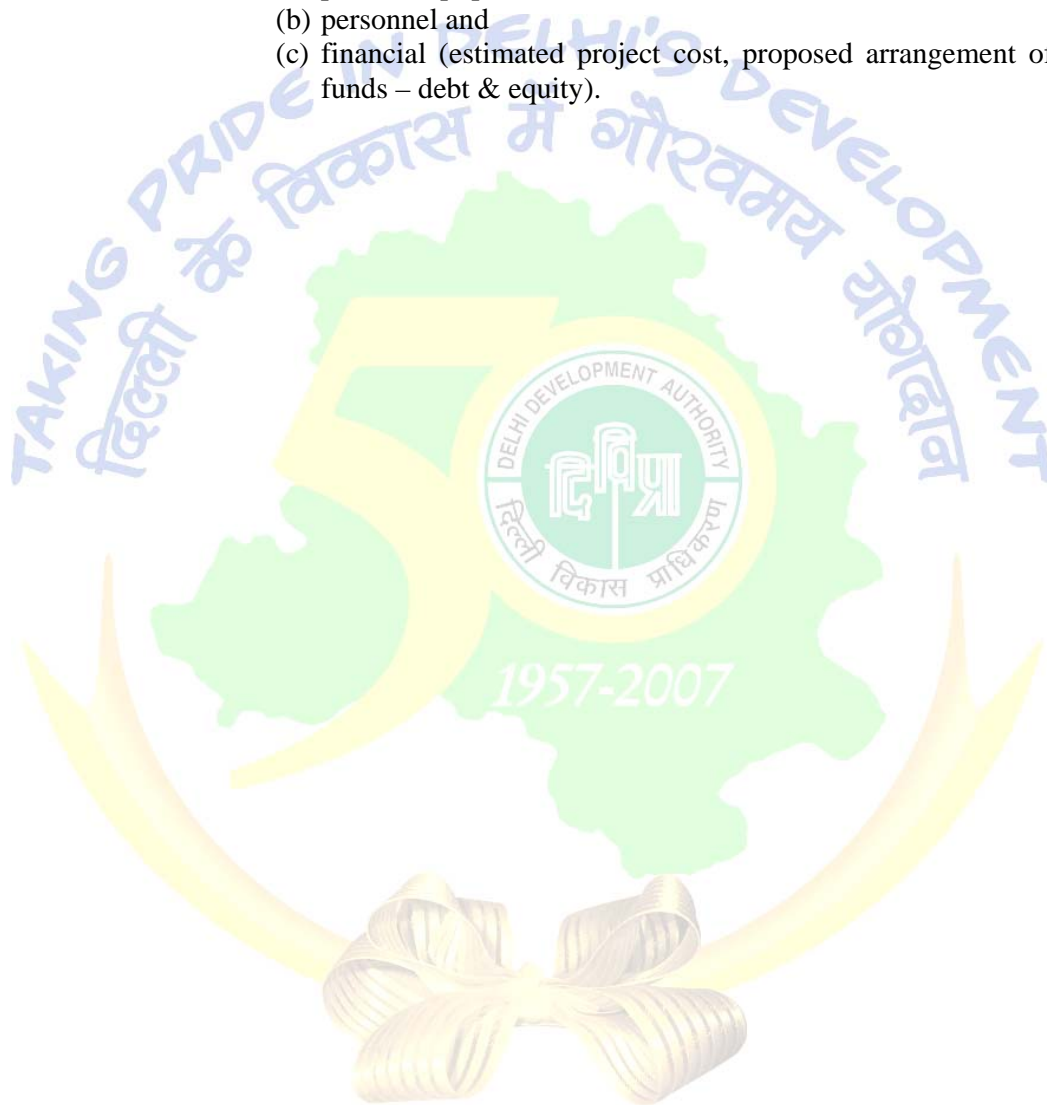 (b) personnel and
(c) financial (estimated project cost, proposed arrangement of
funds – debt & equity).
TAKING PRIDE IN DELHI'S DEVELOPMENT
दिल्ली के विकास में गौरवमय योगदान
50
DELHI DEVELOPMENT AUTHORITY
दिविप्रा
दिल्ली विकास प्राधिकरण
1957-2007